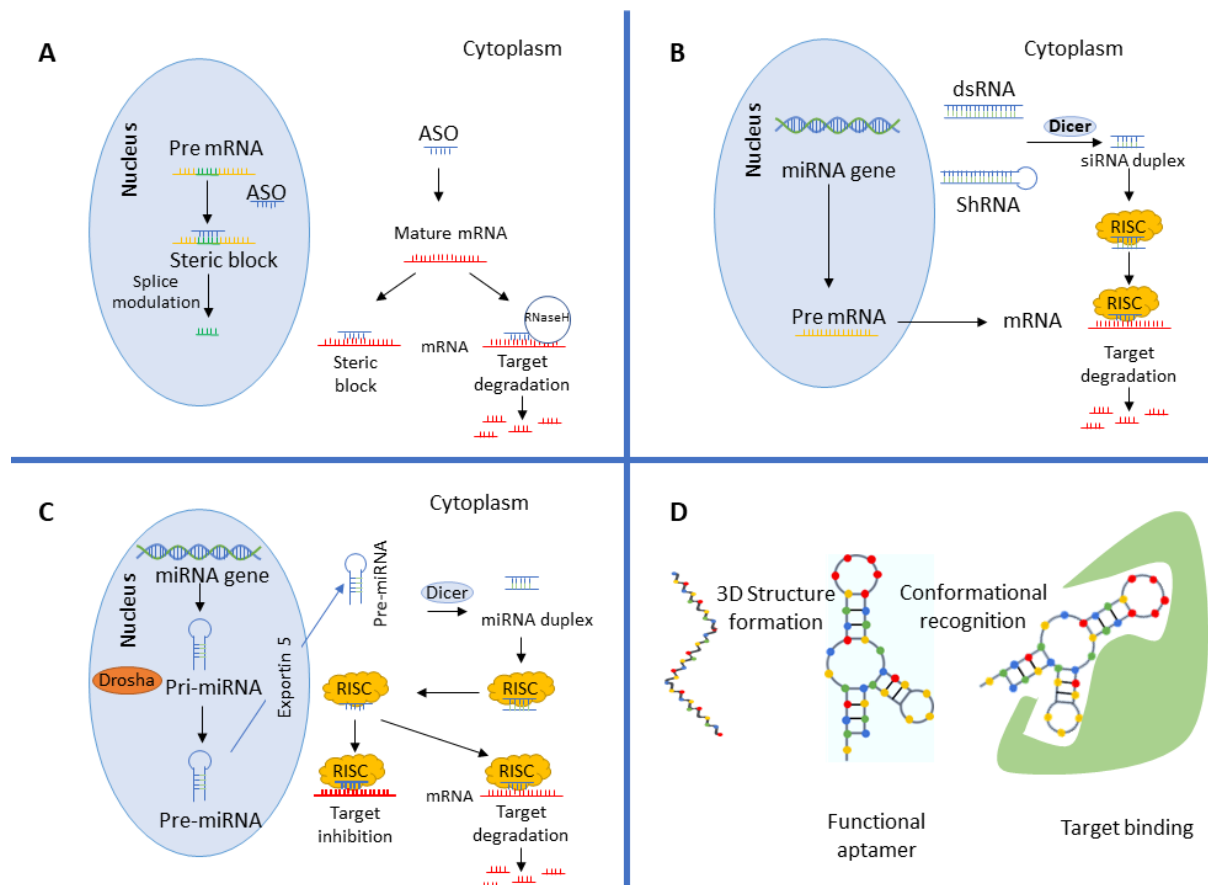 A
Cytoplasm
Nucleus
Pre mRNA
ASO
Steric block
Splice
modulation
ASO
Mature mRNA
RNaseH
mRNA
Steric
block
Target
degradation
B
Cytoplasm
Nucleus
miRNA gene
Pre mRNA
dsRNA
Dicer
siRNA duplex
ShRNA
RISC
RISC
mRNA
Target
degradation
C
Cytoplasm
Nucleus
miRNA gene
Drosha
Pri-miRNA
Pre-miRNA
Exportin 5
Pre-miRNA
Dicer
miRNA duplex
RISC
RISC
RISC
RISC
mRNA
Target
inhibition
Target
degradation
D
3D Structure
formation
Conformational
recognition
Functional
aptamer
Target binding